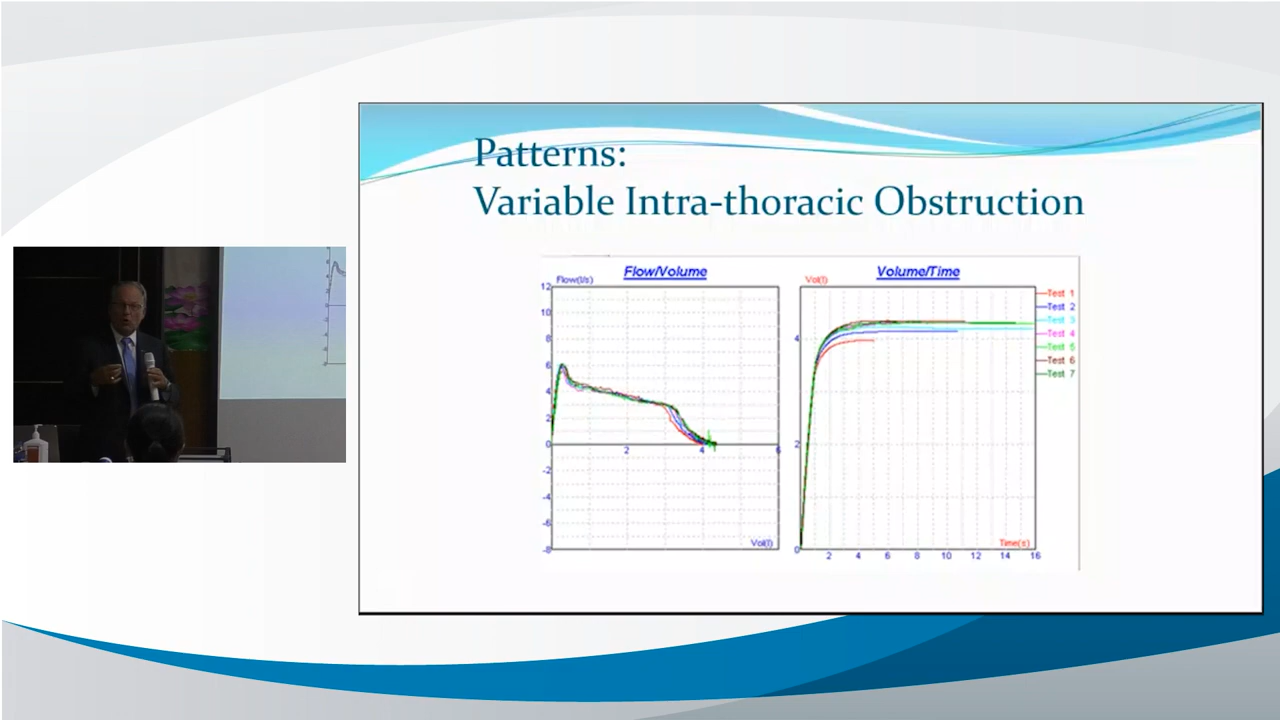 Patterns:
Variable Intra-thoracic Obstruction
Flow/Volume
Flow(l/s)
12
10
8
6
4
2
0
-2
-4
-6
-8
2
4
6
Vol(l)
Volume/Time
Vol(l)
4
2
0
2
4
6
8
10
12
14
16
Time(s)
Test 1
Test 2
Test 3
Test 4
Test 5
Test 6
Test 7